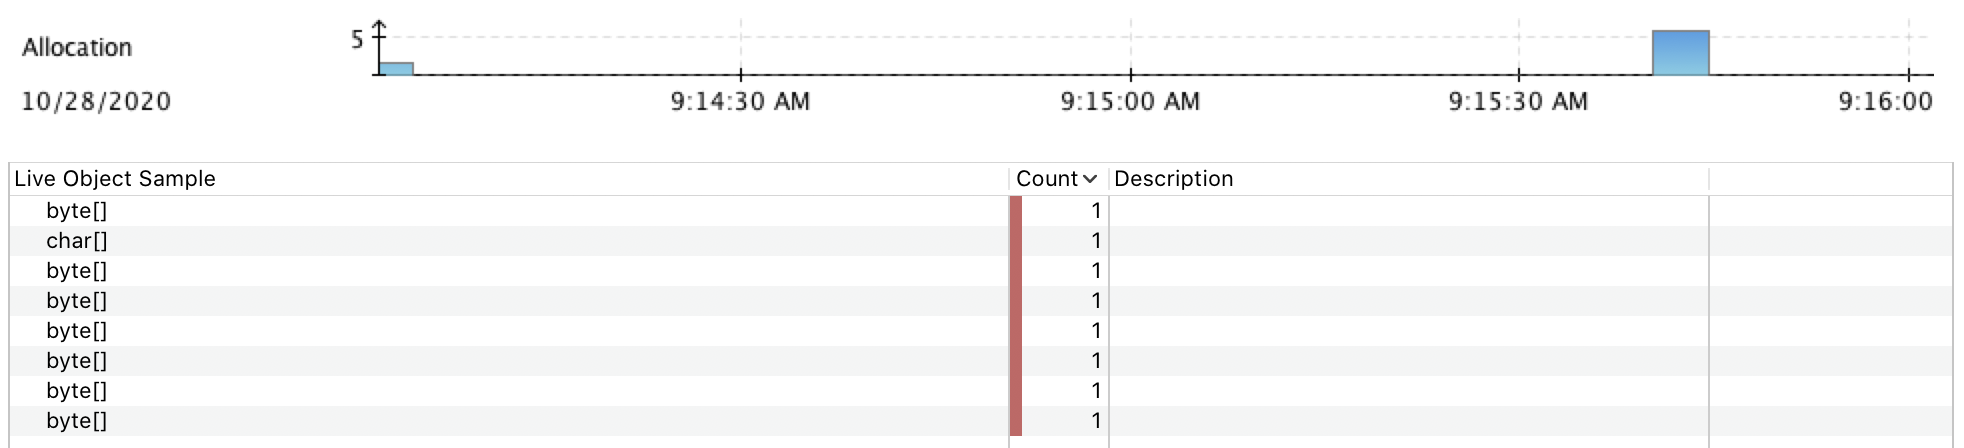 5
Allocation
10/28/2020 9:14:30 AM 9:15:00 AM 9:15:30 AM 9:16:00
Live Object Sample Count Description
byte[] 1
char[] 1
byte[] 1
byte[] 1
byte[] 1
byte[] 1
byte[] 1
byte[] 1